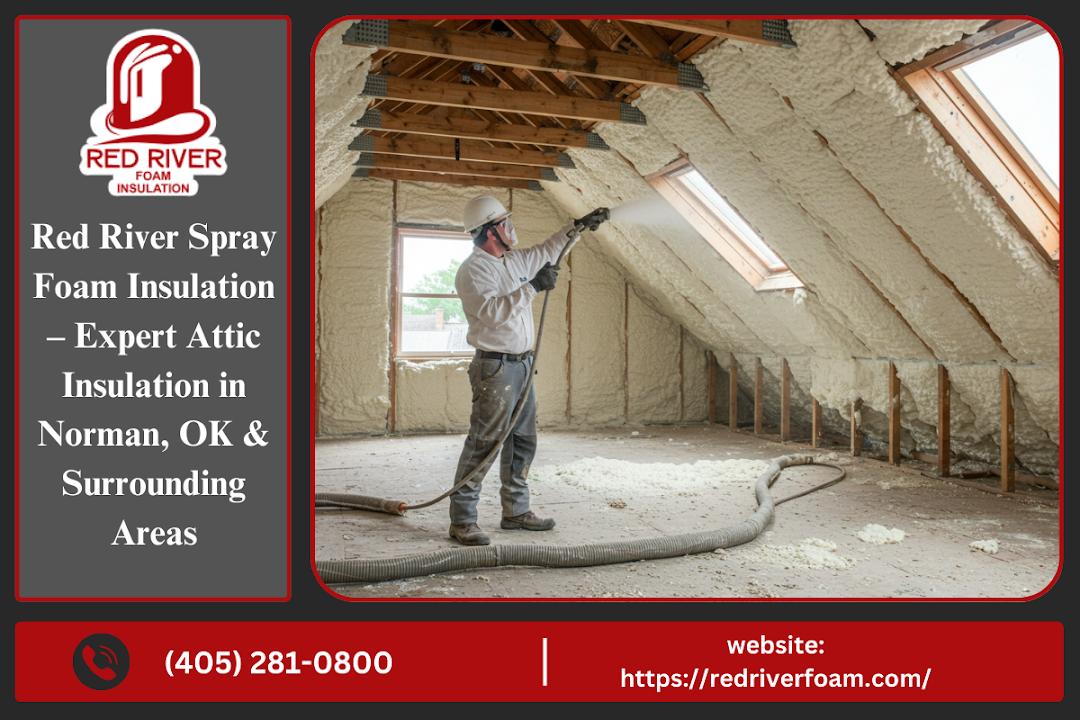 RED RIVER
FOAM
INSULATION
Red River Spray
Foam Insulation
– Expert Attic
Insulation in
Norman, OK &
Surrounding
Areas
(405) 281-0800
website:
https://redriverfoam.com/